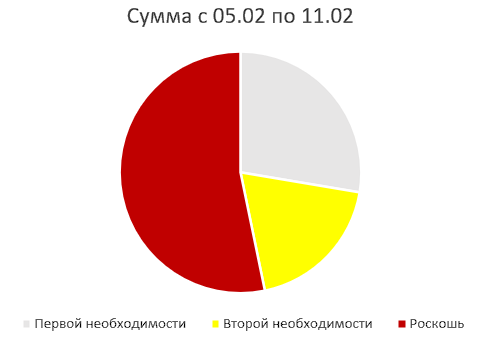 Сумма с 05.02 по 11.02
Первой необходимости Второй необходимости Роскошь